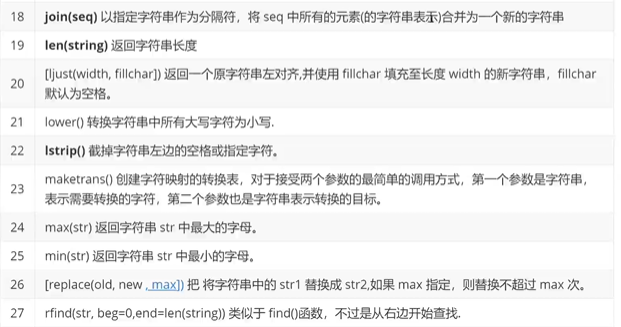 18 join(seq) 以指定字符串作为分隔符，将 seq 中所有的元素(的字符串表示)合并为一个新的字符串
19 len(string) 返回字符串长度
20 [ljust(width, fillchar]) 返回一个原字符串左对齐,并使用 fillchar 填充至长度 width 的新字符串，fillchar
默认为空格。
21 lower() 转换字符串中所有大写字符为小写.
22 lstrip() 截掉字符串左边的空格或指定字符。
23 maketrans() 创建字符映射的转换表，对于接受两个参数的最简单的调用方式，第一个参数是字符串，
表示需要转换的字符，第二个参数也是字符串表示转换的目标。
24 max(str) 返回字符串 str 中最大的字母。
25 min(str) 返回字符串 str 中最小的字母。
26 [replace(old, new , max]) 把 将字符串中的 str1 替换成 str2,如果 max 指定，则替换不超过 max 次。
27 rfind(str, beg=0,end=len(string)) 类似于 find()函数，不过是从右边开始查找.